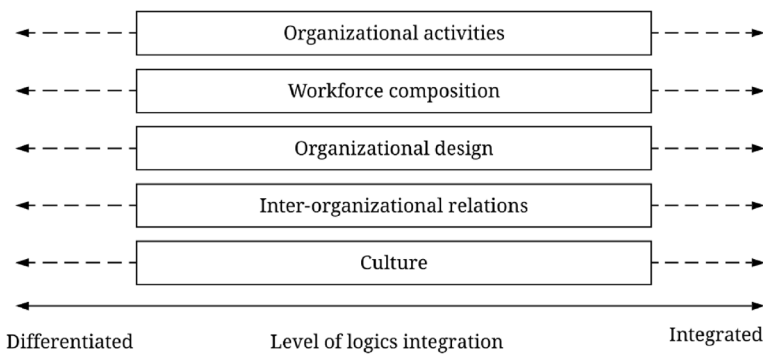 Organizational activities
Workforce composition
Organizational design
Inter-organizational relations
Culture
Differentiated Level of logics integration Integrated